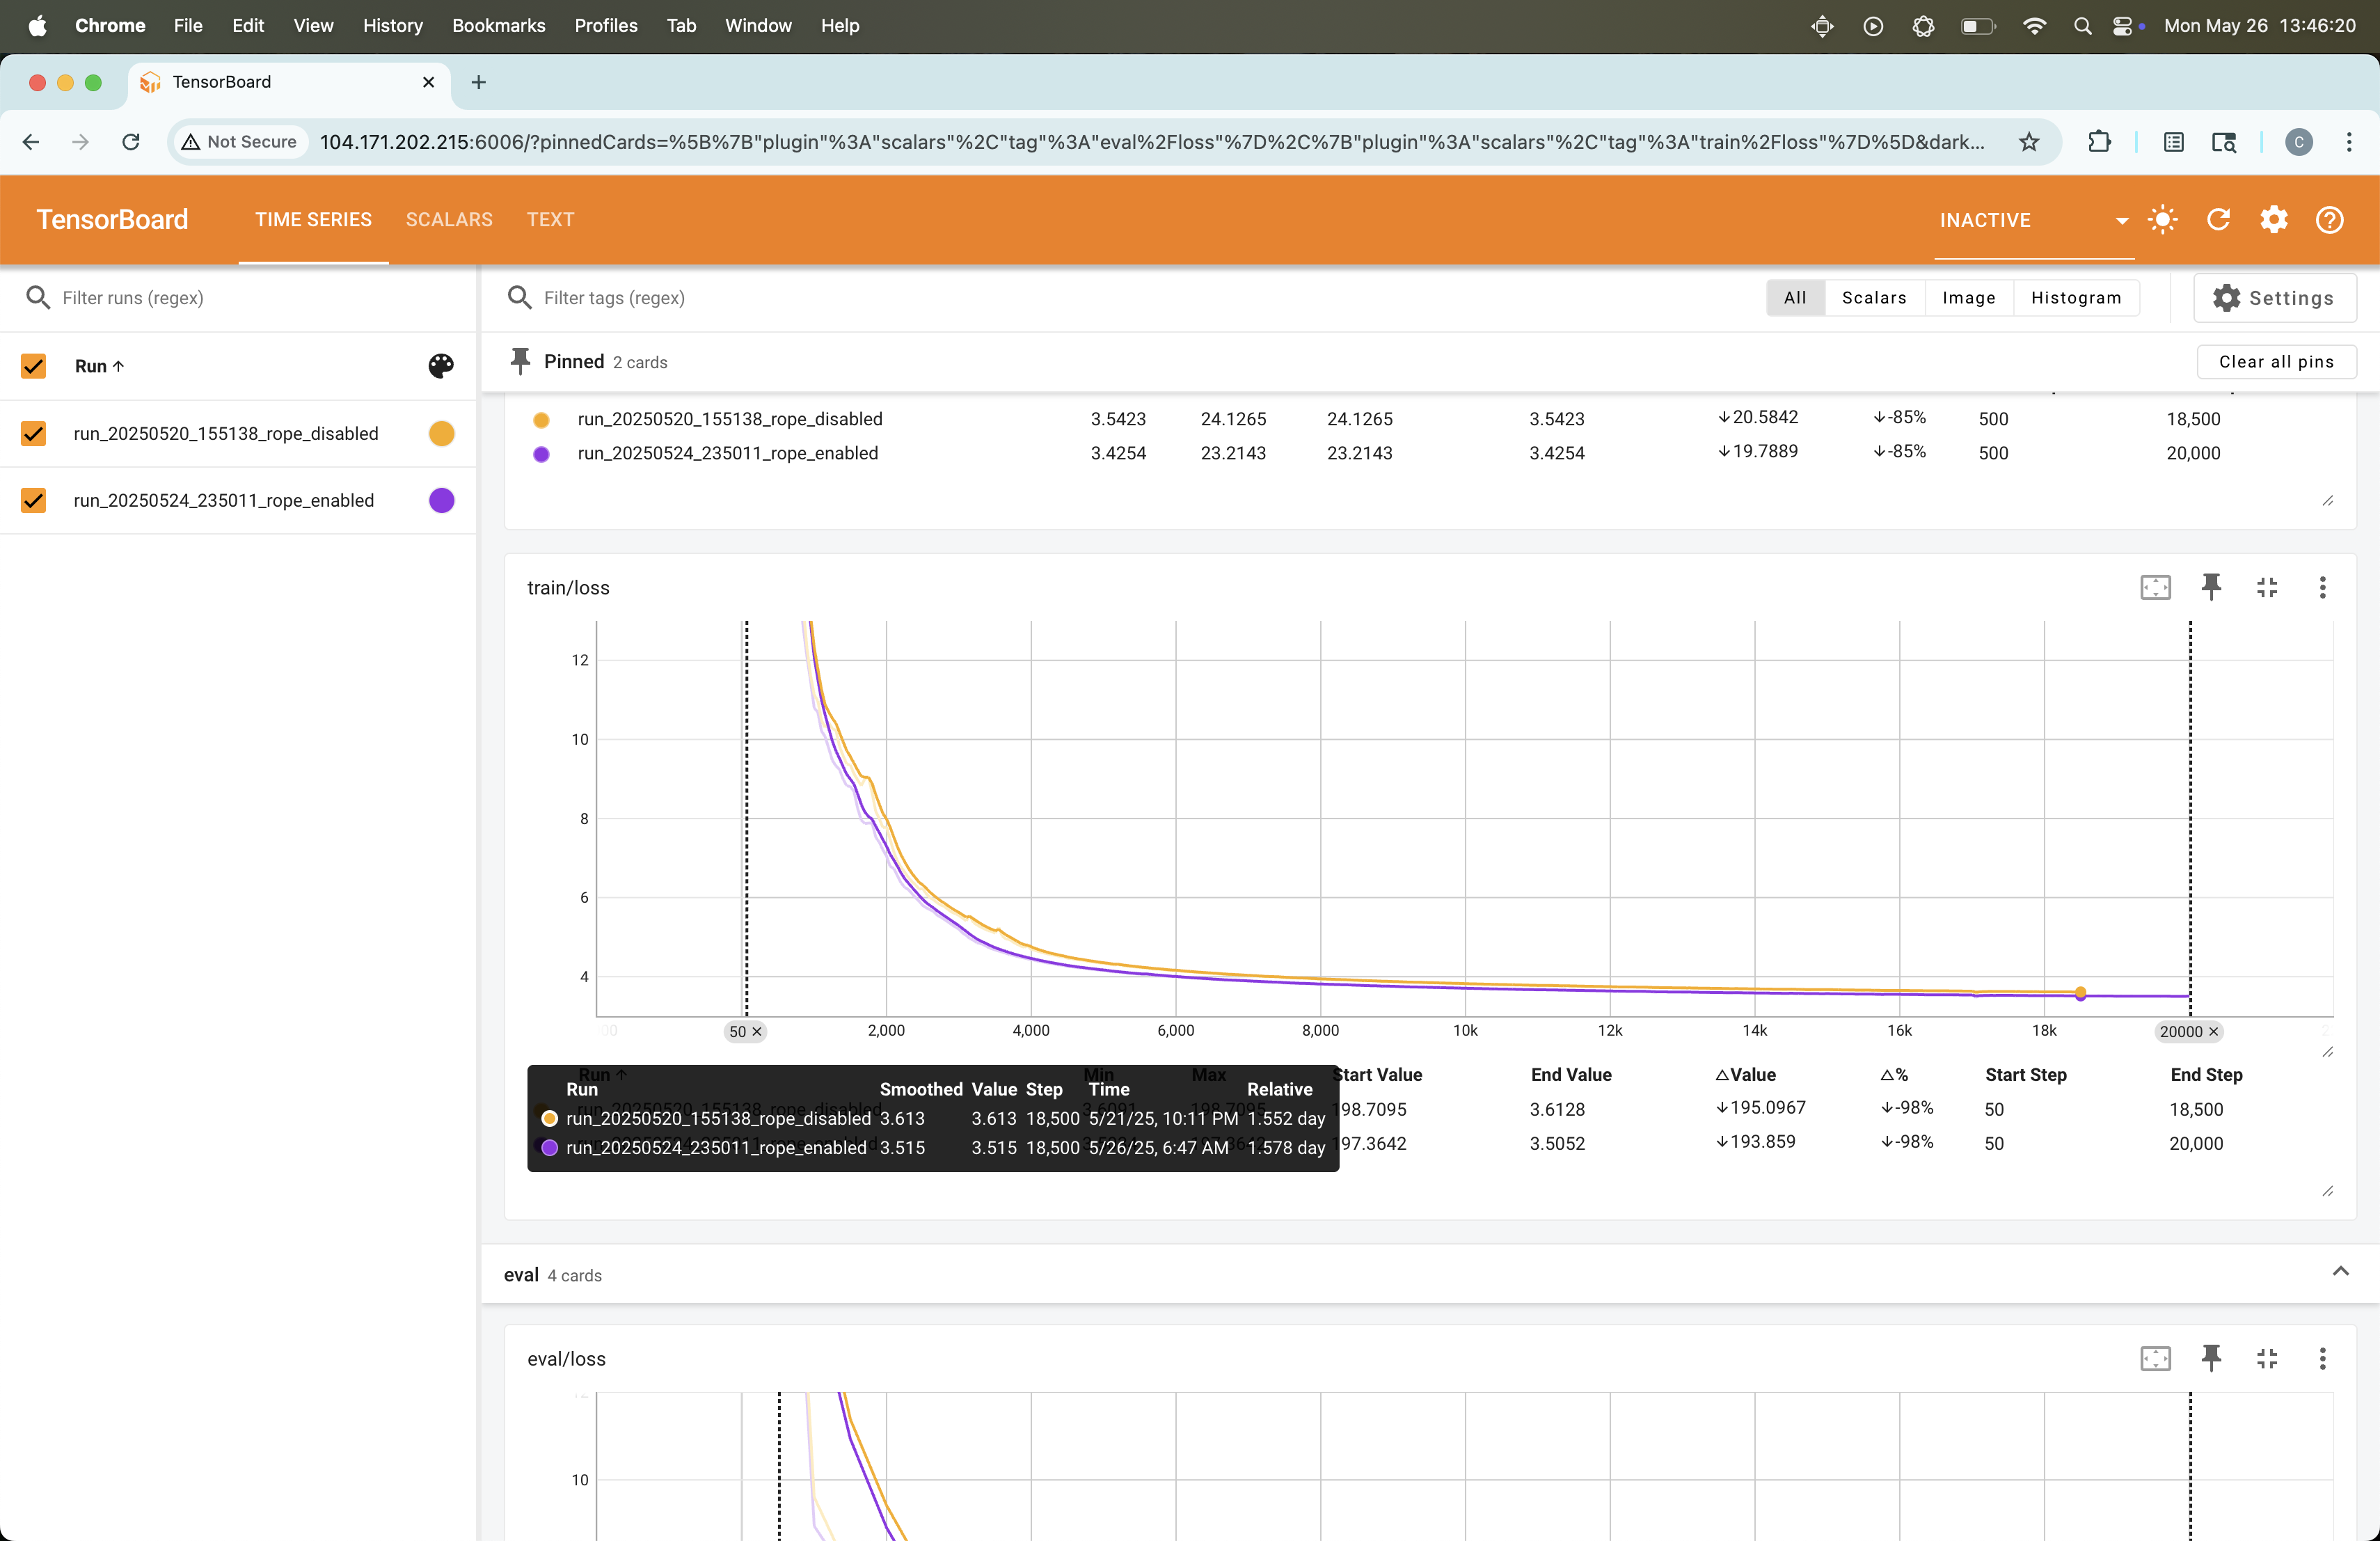 Chrome File Edit View History Bookmarks Profiles Tab Window Help Mon May 26 13:46:20
TensorBoard
Not Secure 104.171.202.215:6006/?pinnedCards=%5B%7B"plugin"%3A"scalars"%2C"tag"%3A"eval%2Floss"%7D%2C%7B"plugin"%3A"scalars"%2C"tag"%3A"train%2Floss"%7D%5D&dark... C
TensorBoard TIME SERIES SCALARS TEXT INACTIVE
Filter runs (regex)
Run
run_20250520_155138_rope_disabled
run_20250524_235011_rope_enabled
Filter tags (regex) All Scalars Image Histogram Settings
Pinned 2 cards Clear all pins
run_20250520_155138_rope_disabled 3.5423 24.1265 24.1265 3.5423 ↓20.5842 ↓-85% 500 18,500
run_20250524_235011_rope_enabled 3.4254 23.2143 23.2143 3.4254 ↓19.7889 ↓-85% 500 20,000
train/loss
12
10
8
6
4
50 × 2,000 4,000 6,000 8,000 10k 12k 14k 16k 18k 20000 ×
Run ↑ Min Max Start Value End Value △Value △% Start Step End Step
run_20250520_155138_rope_disabled 3.6091 198.7095 198.7095 3.6128 ↓195.0967 ↓-98% 50 18,500
197.3642 3.5052 ↓193.859 ↓-98% 50 20,000
Run Smoothed Value Step Time Relative
run_20250520_155138_rope_disabled 3.613 3.613 18,500 5/21/25, 10:11 PM 1.552 day
run_20250524_235011_rope_enabled 3.515 3.515 18,500 5/26/25, 6:47 AM 1.578 day
eval 4 cards
eval/loss
10